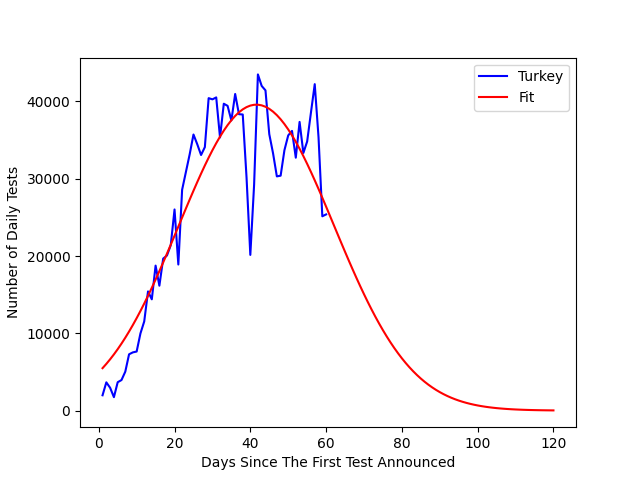 Turkey
Fit
40000
30000
20000
10000
0
Number of Daily Tests
0 20 40 60 80 100 120
Days Since The First Test Announced